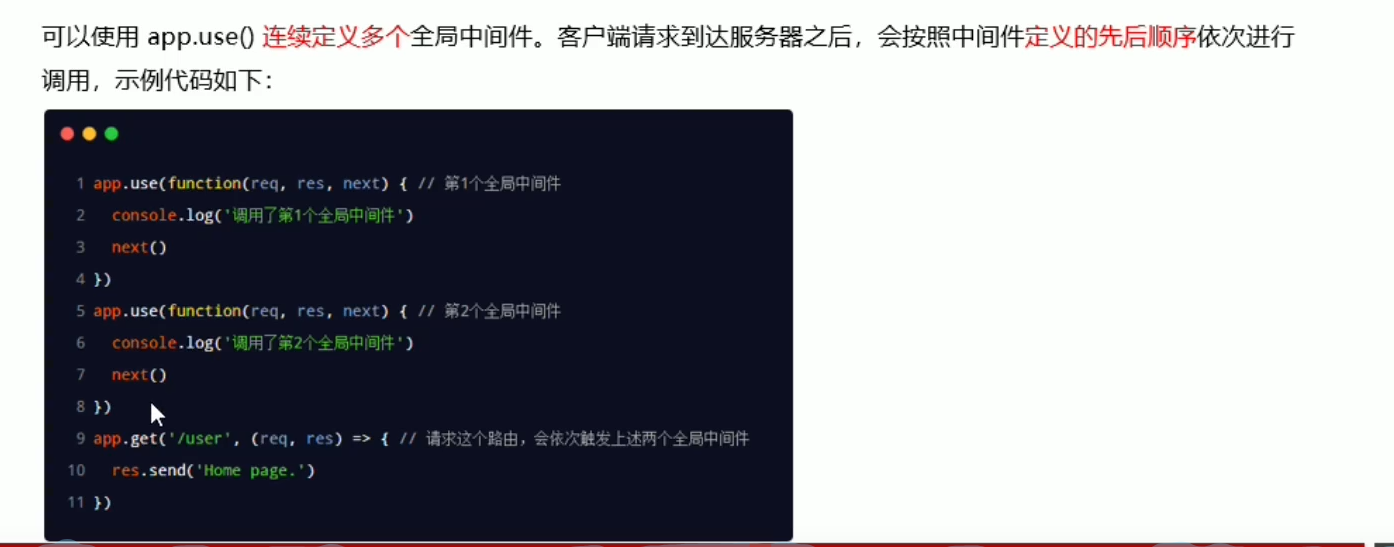 可以使用 app.use() 连续定义多个全局中间件。客户端请求到达服务器之后，会按照中间件定义的先后顺序依次进行
调用，示例代码如下：
1 app.use(function(req, res, next) { // 第1个全局中间件
2   console.log('调用了第1个全局中间件')
3   next()
4 })
5 app.use(function(req, res, next) { // 第2个全局中间件
6   console.log('调用了第2个全局中间件')
7   next()
8 })
9 app.get('/user', (req, res) => { // 请求这个路由，会依次触发上述两个全局中间件
10   res.send('Home page.')
11 })